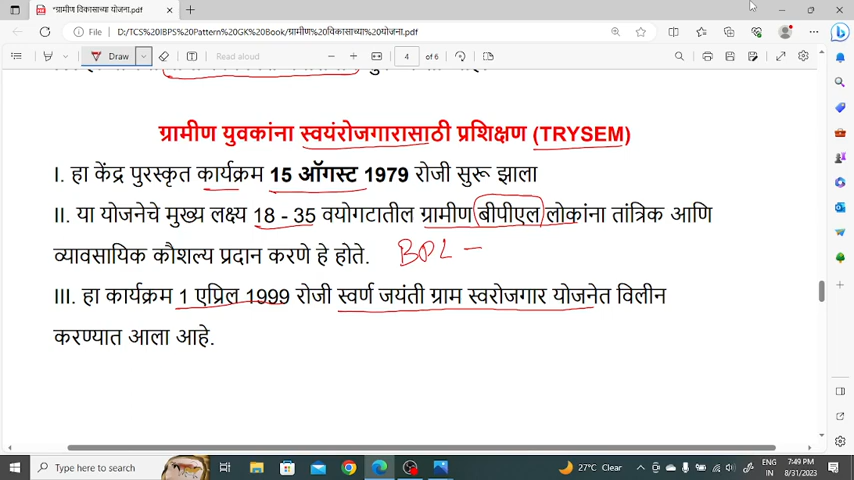 *ग्रामीण विकासाच्या योजना.pdf
File D:/TCS%20IBPS%20Pattern%20GK%20Book/ग्रामीण%20विकासाच्या%20योजना.pdf
Draw Read aloud 4 of 6
ग्रामीण युवकांना स्वयंरोजगारासाठी प्रशिक्षण (TRYSEM)
I. हा केंद्र पुरस्कृत कार्यक्रम 15 ऑगस्ट 1979 रोजी सुरू झाला
II. या योजनेचे मुख्य लक्ष्य 18 - 35 वयोगटातील ग्रामीण बीपीएल लोकांना तांत्रिक आणि
व्यावसायिक कौशल्य प्रदान करणे हे होते. BPL -
III. हा कार्यक्रम 1 एप्रिल 1999 रोजी स्वर्ण जयंती ग्राम स्वरोजगार योजनेत विलीन
करण्यात आला आहे.
Type here to search 27°C Clear ENG IN 7:49 PM 8/31/2023